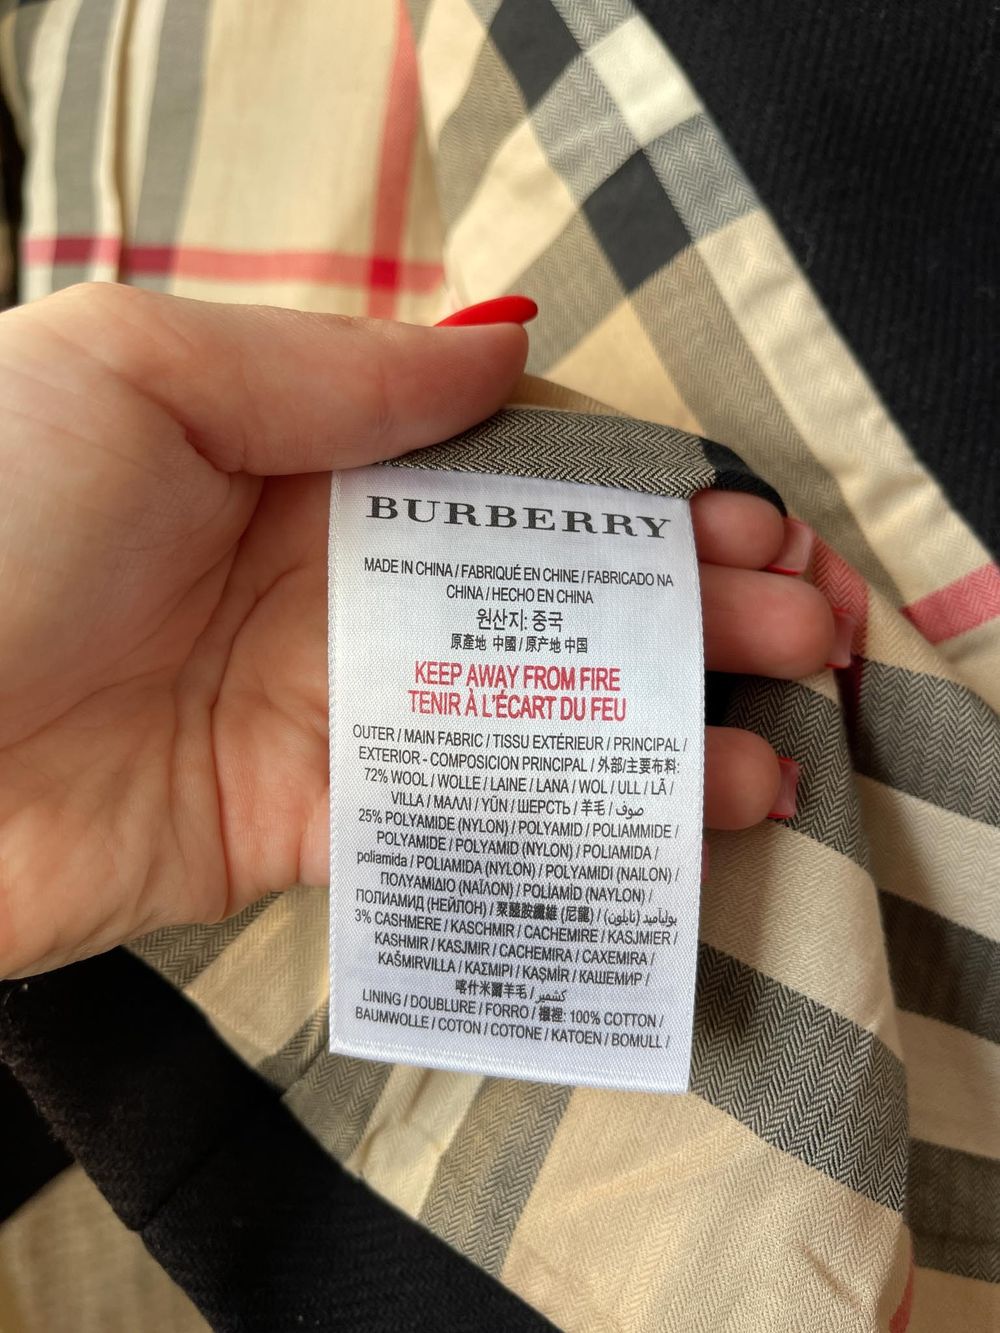 BURBERRY
MADE IN CHINA / FABRIQUÉ EN CHINE / FABRICADO NA
CHINA / HECHO EN CHINA
원산지: 중국
原產地 中國 / 原产地 中国
KEEP AWAY FROM FIRE
TENIR À L'ÉCART DU FEU
OUTER / MAIN FABRIC / TISSU EXTÉRIEUR / PRINCIPAL /
EXTERIOR - COMPOSICION PRINCIPAL / 外部/主要布料:
72% WOOL / WOLLE / LAINE / LANA / WOL / ULL / LÃ /
VILLA / ΜΑΛΛΙ / YÜN / ШЕРСТЬ / 羊毛 / صوف
25% POLYAMIDE (NYLON) / POLYAMID / POLIAMMIDE /
POLYAMIDE / POLYAMID (NYLON) / POLIAMIDA /
poliamida / POLIAMIDA (NYLON) / POLYAMIDI (NAILON) /
ΠΟΛΥΑΜΙΔΙΟ (ΝΑΪΛΟΝ) / POLİAMİD (NAYLON) /
ПОЛИАМИД (НЕЙЛОН) / 聚醯胺纖維 (尼龍) / بوليأميد (نايلون)
3% CASHMERE / KASCHMIR / CACHEMIRE / KASJMIER /
KASHMIR / KASJMIR / CACHEMIRA / CAXEMIRA /
KAŠMIRVILLA / ΚΑΣΜΙΡΙ / KAŞMİR / КАШЕМИР /
喀什米爾羊毛 / كشمير
LINING / DOUBLURE / FORRO / 襯裡: 100% COTTON /
BAUMWOLLE / COTON / COTONE / KATOEN / BOMULL /